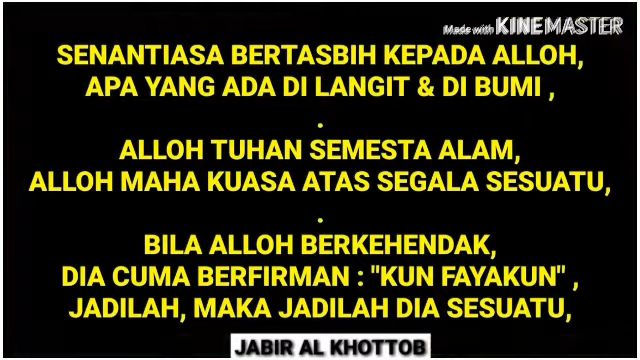 Made with KINEMASTER
SENANTIASA BERTASBIH KEPADA ALLOH,
APA YANG ADA DI LANGIT & DI BUMI ,
.
ALLOH TUHAN SEMESTA ALAM,
ALLOH MAHA KUASA ATAS SEGALA SESUATU,
.
BILA ALLOH BERKEHENDAK,
DIA CUMA BERFIRMAN : "KUN FAYAKUN" ,
JADILAH, MAKA JADILAH DIA SESUATU,
JABIR AL KHOTTOB